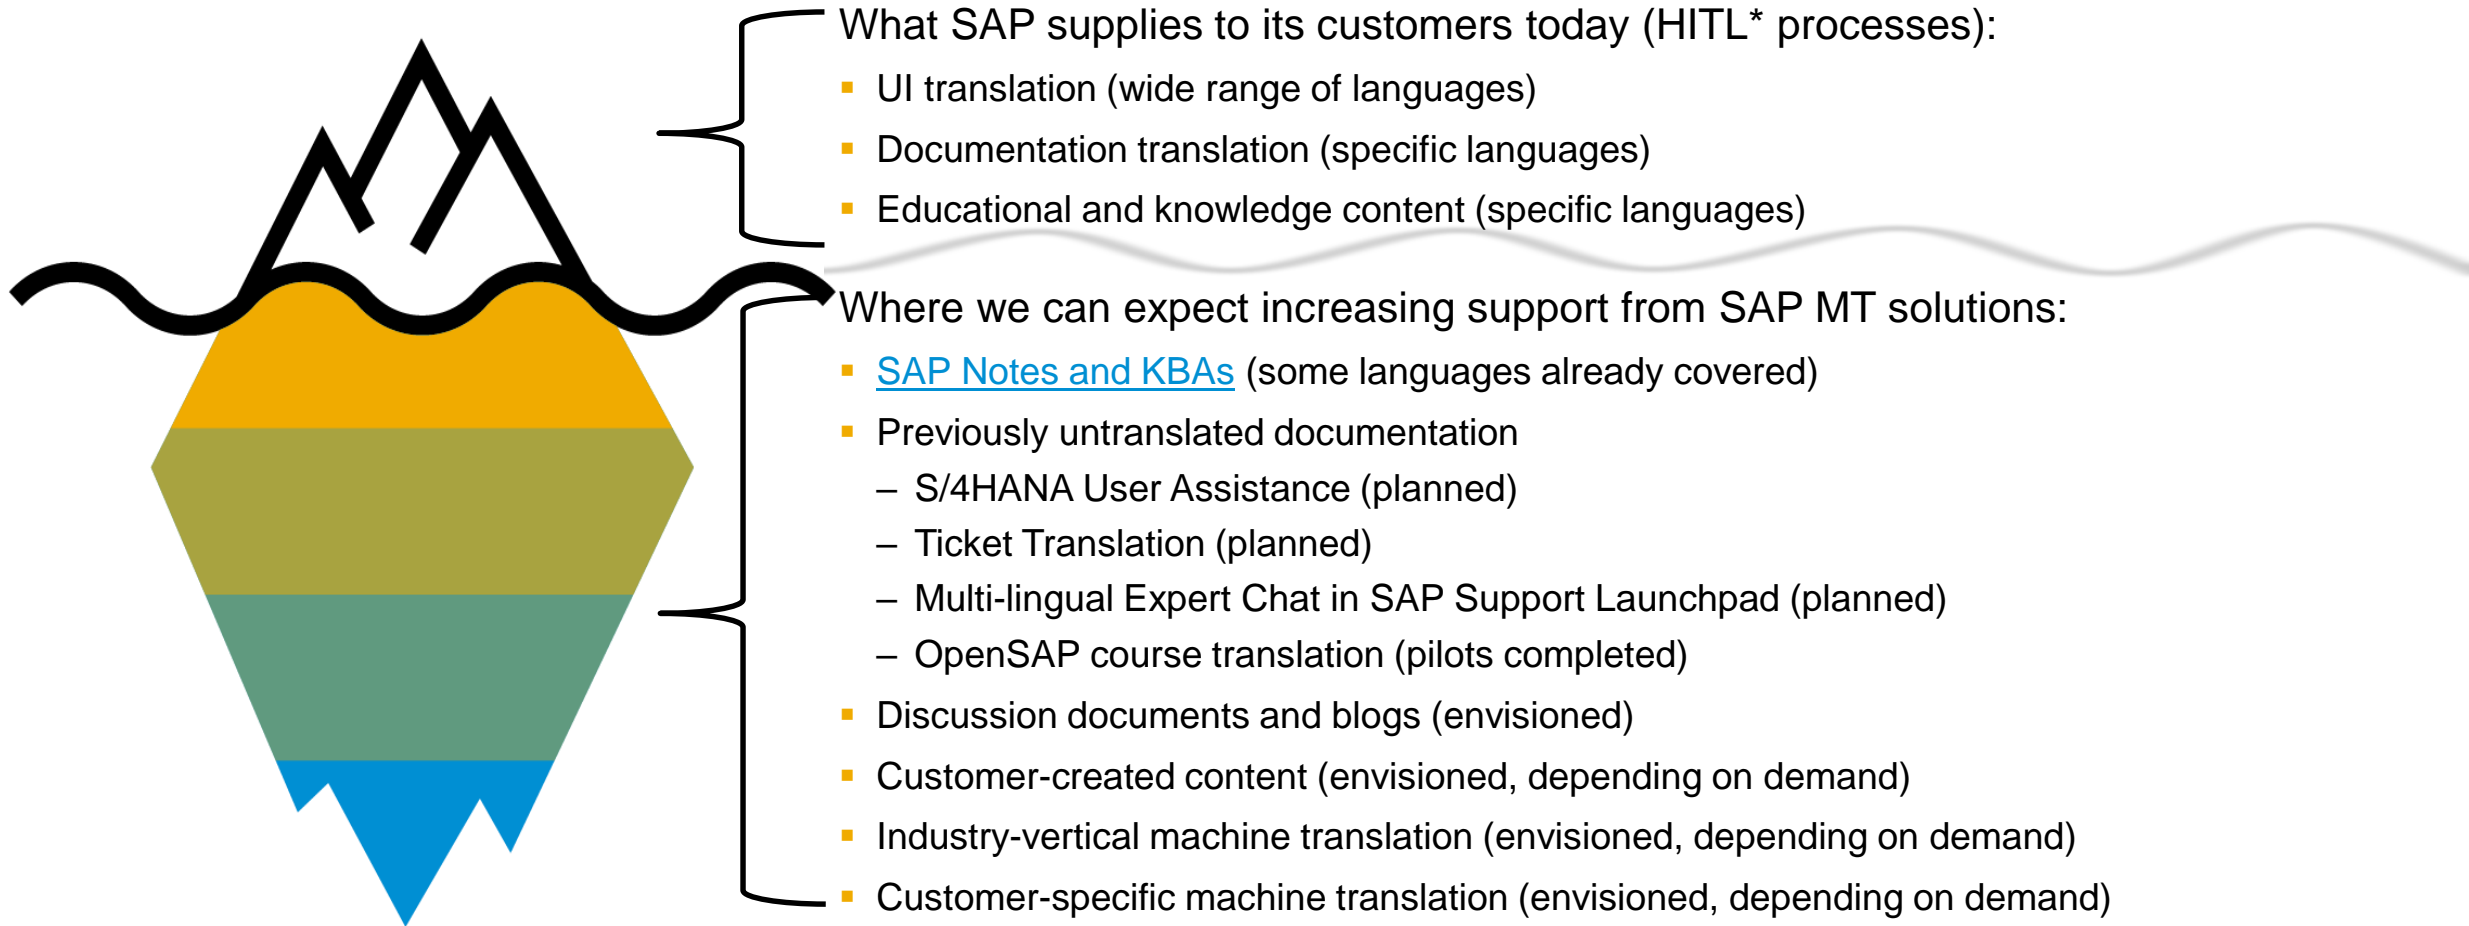 What SAP supplies to its customers today (HITL* processes):
▪ UI translation (wide range of languages)
▪ Documentation translation (specific languages)
▪ Educational and knowledge content (specific languages)
Where we can expect increasing support from SAP MT solutions:
▪ SAP Notes and KBAs (some languages already covered)
▪ Previously untranslated documentation
– S/4HANA User Assistance (planned)
– Ticket Translation (planned)
– Multi-lingual Expert Chat in SAP Support Launchpad (planned)
– OpenSAP course translation (pilots completed)
▪ Discussion documents and blogs (envisioned)
▪ Customer-created content (envisioned, depending on demand)
▪ Industry-vertical machine translation (envisioned, depending on demand)
▪ Customer-specific machine translation (envisioned, depending on demand)